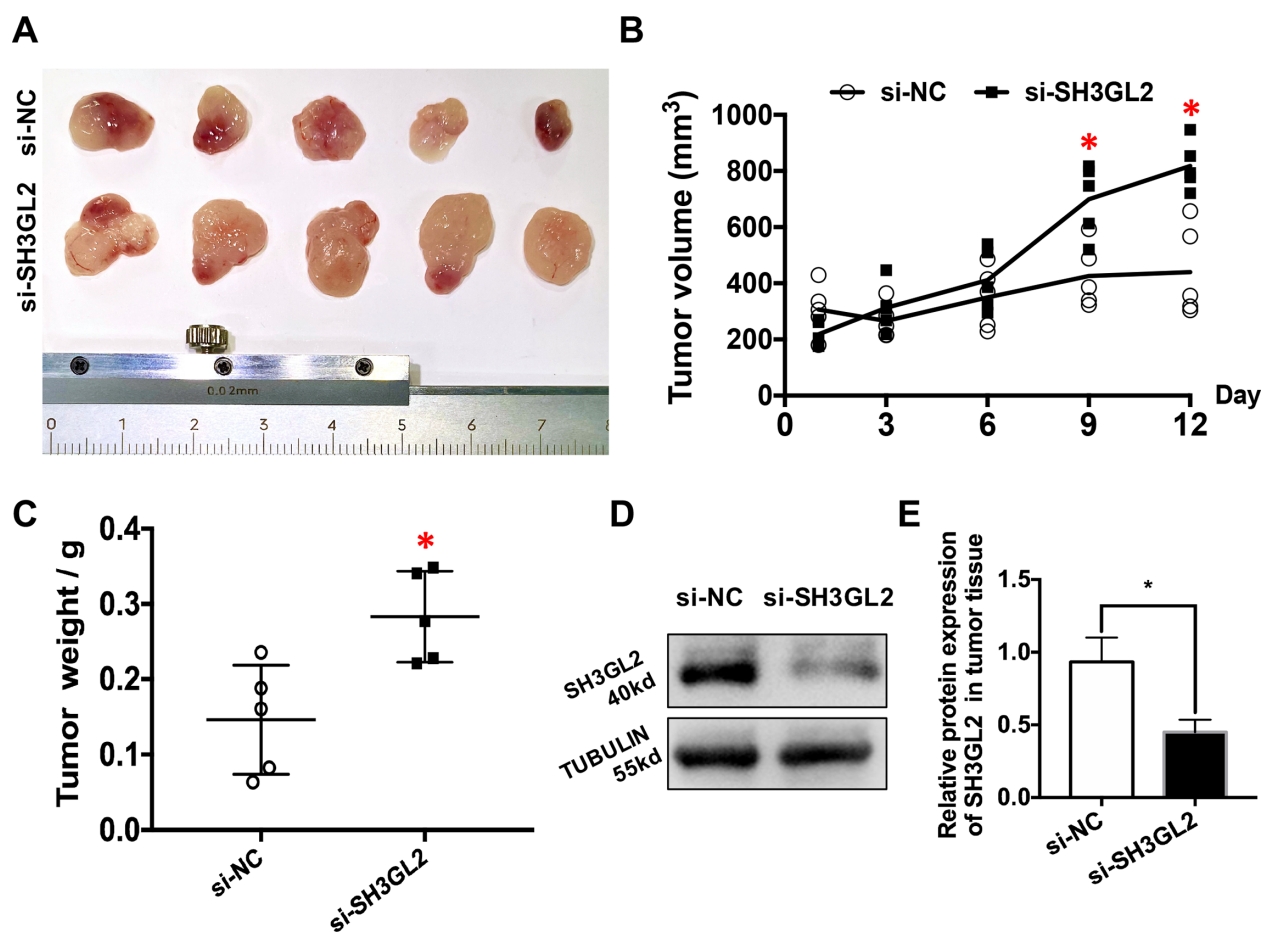 A
si-NC
si-SH3GL2
0.02mm
0 1 2 3 4 5 6 7 8
B
si-NC si-SH3GL2
Tumor volume (mm³)
1000
800
600
400
200
0
0 3 6 9 12
Day
*
*
C
Tumor weight / g
0.4
0.3
0.2
0.1
0.0
*
si-NC
si-SH3GL2
D
si-NC si-SH3GL2
SH3GL2
40kd
TUBULIN
55kd
E
Relative protein expression
of SH3GL2 in tumor tissue
1.5
1.0
0.5
0.0
*
si-NC
si-SH3GL2